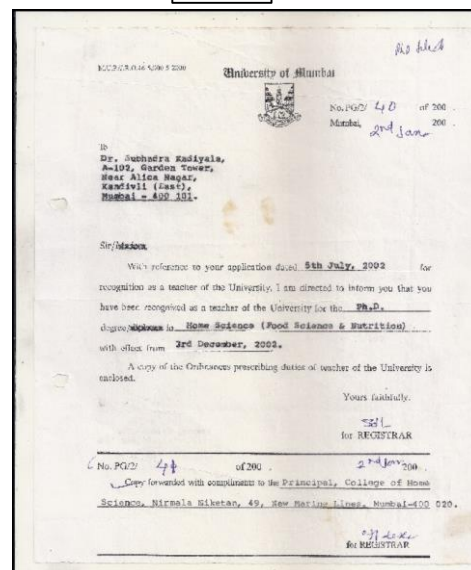 University of Mumbai
No. PG/2/ 40 of 200 .
Mumbai, 2nd Jan. 200 .
To
Dr. Subhadra Kadiyala,
A-102, Garden Tower,
Near Alica Nagar,
Kandivli (East),
Mumbai - 400 101.
Sir/Madam,
With reference to your application dated 5th July, 2002 for
recognition as a teacher of the University, I am directed to inform you that you
have been recognised as a teacher of the University for the Ph.D.
degree/diploma in Home Science (Food Science & Nutrition)
with effect from 3rd December, 2002.
A copy of the Ordinances prescribing duties of teacher of the University is
enclosed.
Yours faithfully,
for REGISTRAR
No. PG/2/ of 200 . 2nd Jan 200 .
Copy forwarded with compliments to the Principal, College of Home
Science, Nirmala Niketan, 49, New Marine Lines, Mumbai-400 020.
for REGISTRAR